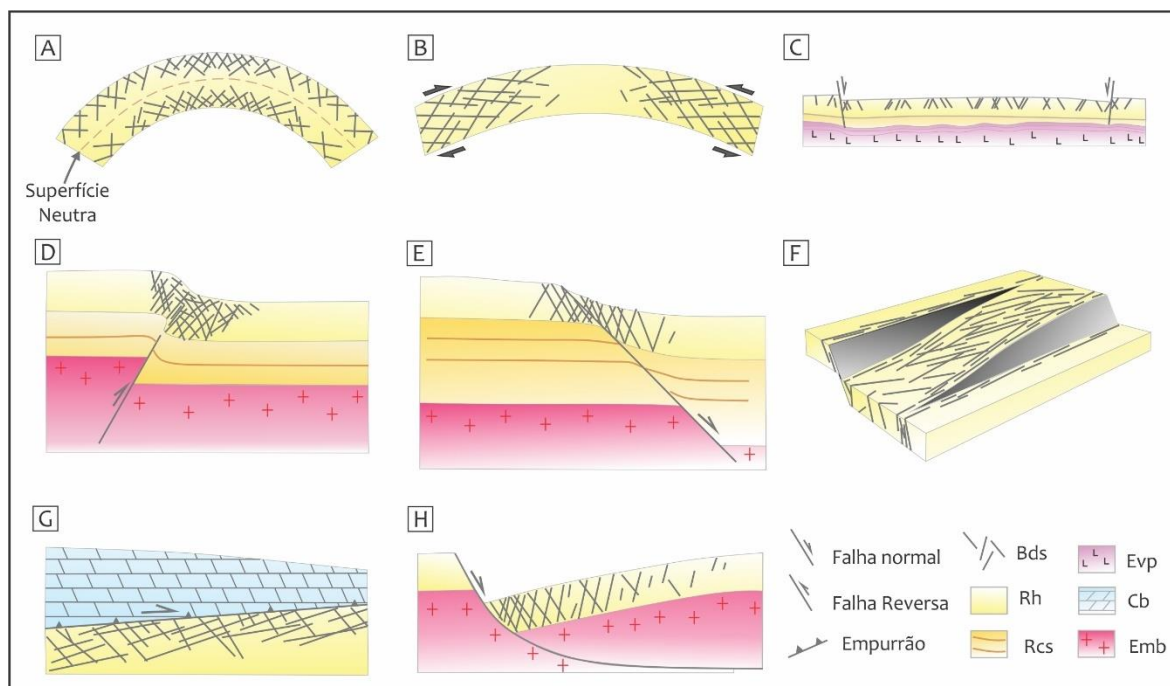 A
B
C
Superfície
Neutra
D
E
F
G
H
Falha normal
Falha Reversa
Empurrão
Bds
Rh
Rcs
Evp
Cb
Emb